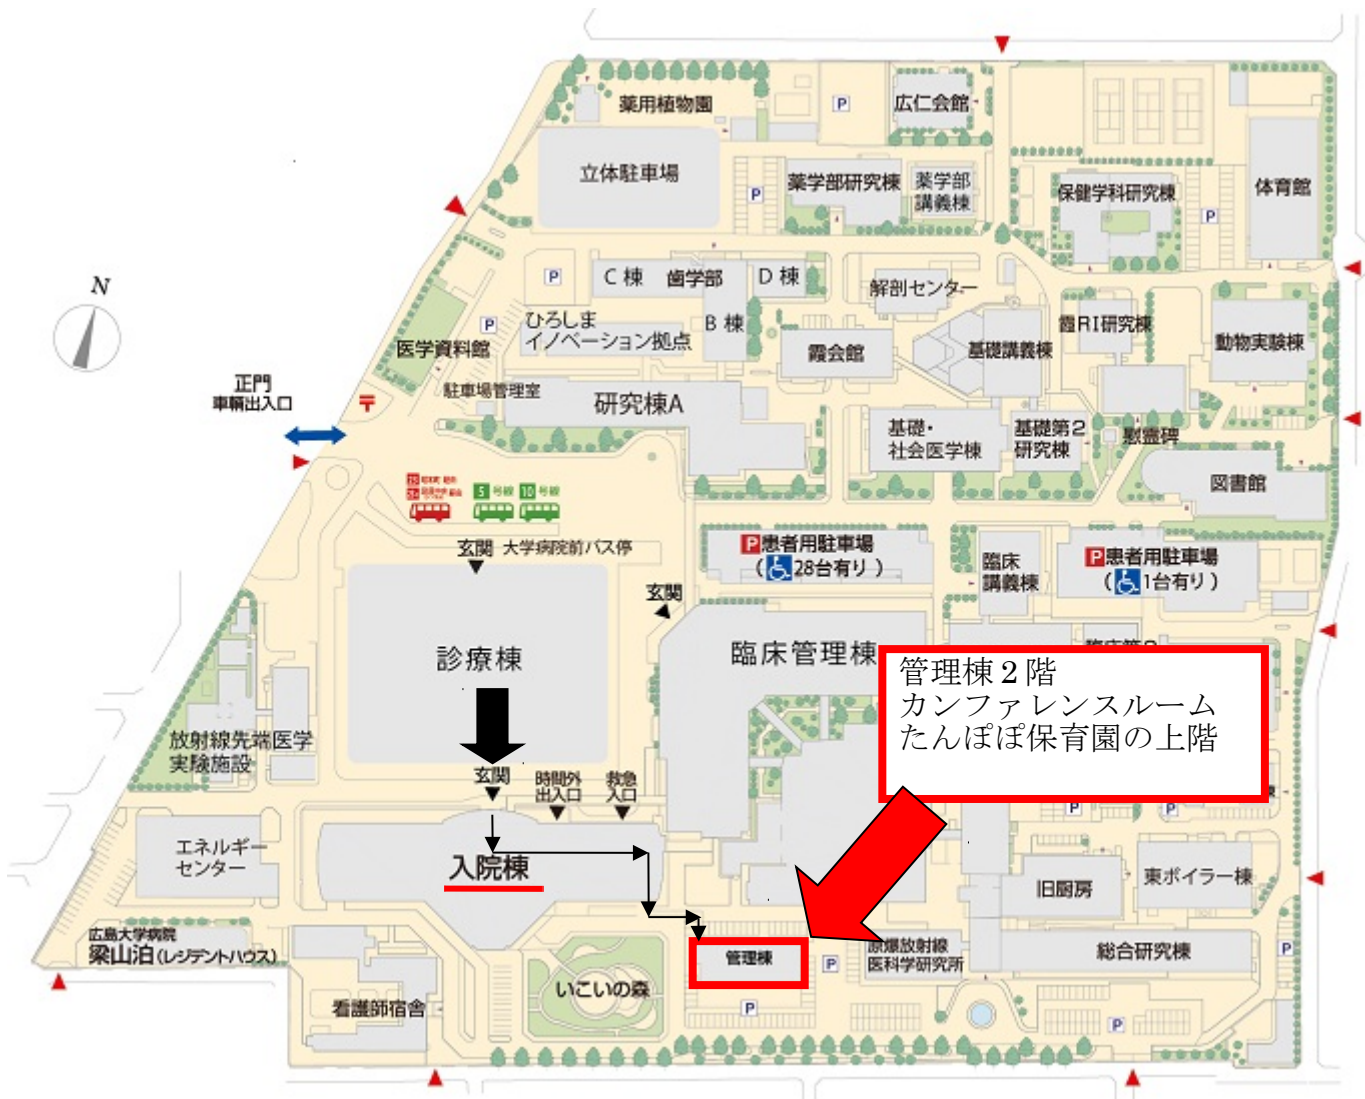 薬用植物園
P
広仁会館
立体駐車場
P
薬学部研究棟
薬学部
講義棟
保健学科研究棟
P
体育館
N
P
C棟
歯学部
D棟
B棟
解剖センター
P
ひろしま
イノベーション拠点
医学資料館
霞会館
基礎講義棟
霞RI研究棟
動物実験棟
正門
車輌出入口
〒
駐車場管理室
研究棟A
基礎・
社会医学棟
基礎第2
研究棟
慰霊碑
図書館
5号線
10号線
玄関
大学病院前バス停
P患者用駐車場
(28台有り)
臨床
講義棟
P患者用駐車場
(1台有り)
玄関
診療棟
臨床管理棟
管理棟2階
カンファレンスルーム
たんぽぽ保育園の上階
放射線先端医学
実験施設
玄関
時間外
出入口
救急
入口
P
P
エネルギー
センター
入院棟
旧厨房
東ボイラー棟
広島大学病院
梁山泊(レジデントハウス)
管理棟
P
原爆放射線
医科学研究所
総合研究棟
P
いこいの森
看護師宿舎
P
P